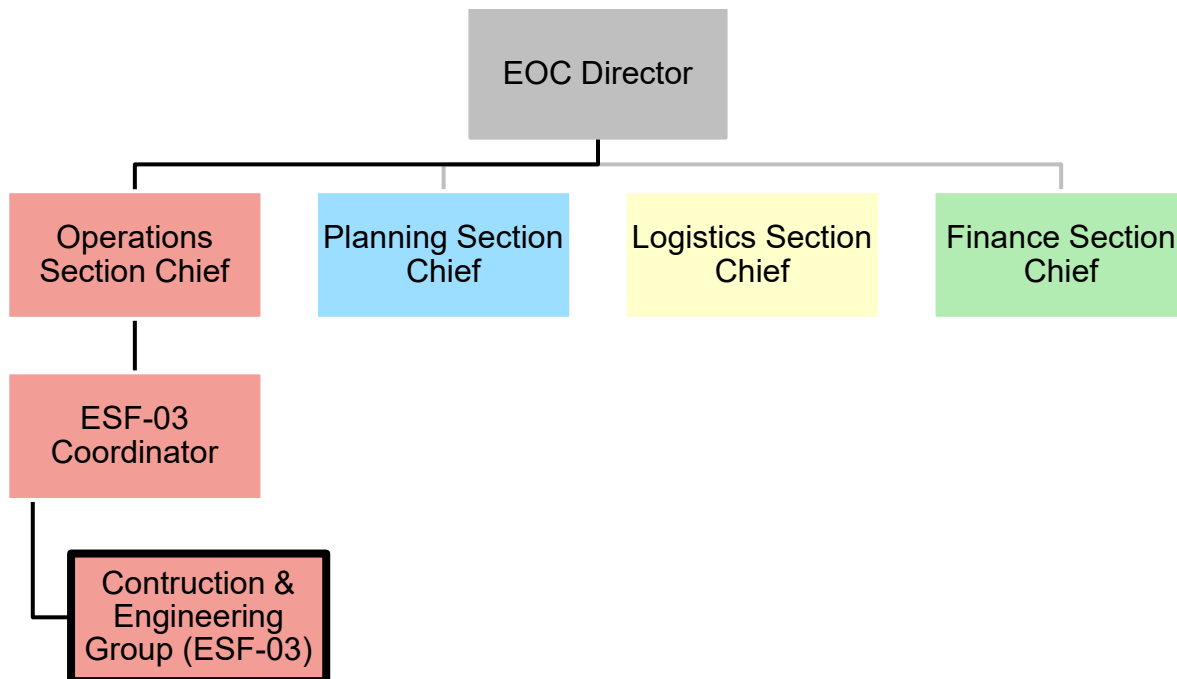 EOC Director
Operations
Section Chief
Planning Section
Chief
Logistics Section
Chief
Finance Section
Chief
ESF-03
Coordinator
Contruction &
Engineering
Group (ESF-03)